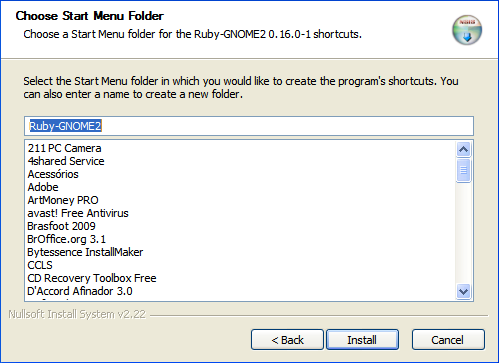 Choose Start Menu Folder
Choose a Start Menu folder for the Ruby-GNOME2 0.16.0-1 shortcuts.
Select the Start Menu folder in which you would like to create the program's shortcuts. You
can also enter a name to create a new folder.
Ruby-GNOME2
211 PC Camera
4shared Service
Acessórios
Adobe
ArtMoney PRO
avast! Free Antivirus
Brasfoot 2009
BrOffice.org 3.1
Bytessence InstallMaker
CCLS
CD Recovery Toolbox Free
D'Accord Afinador 3.0
Nullsoft Install System v2.22
< Back
Install
Cancel